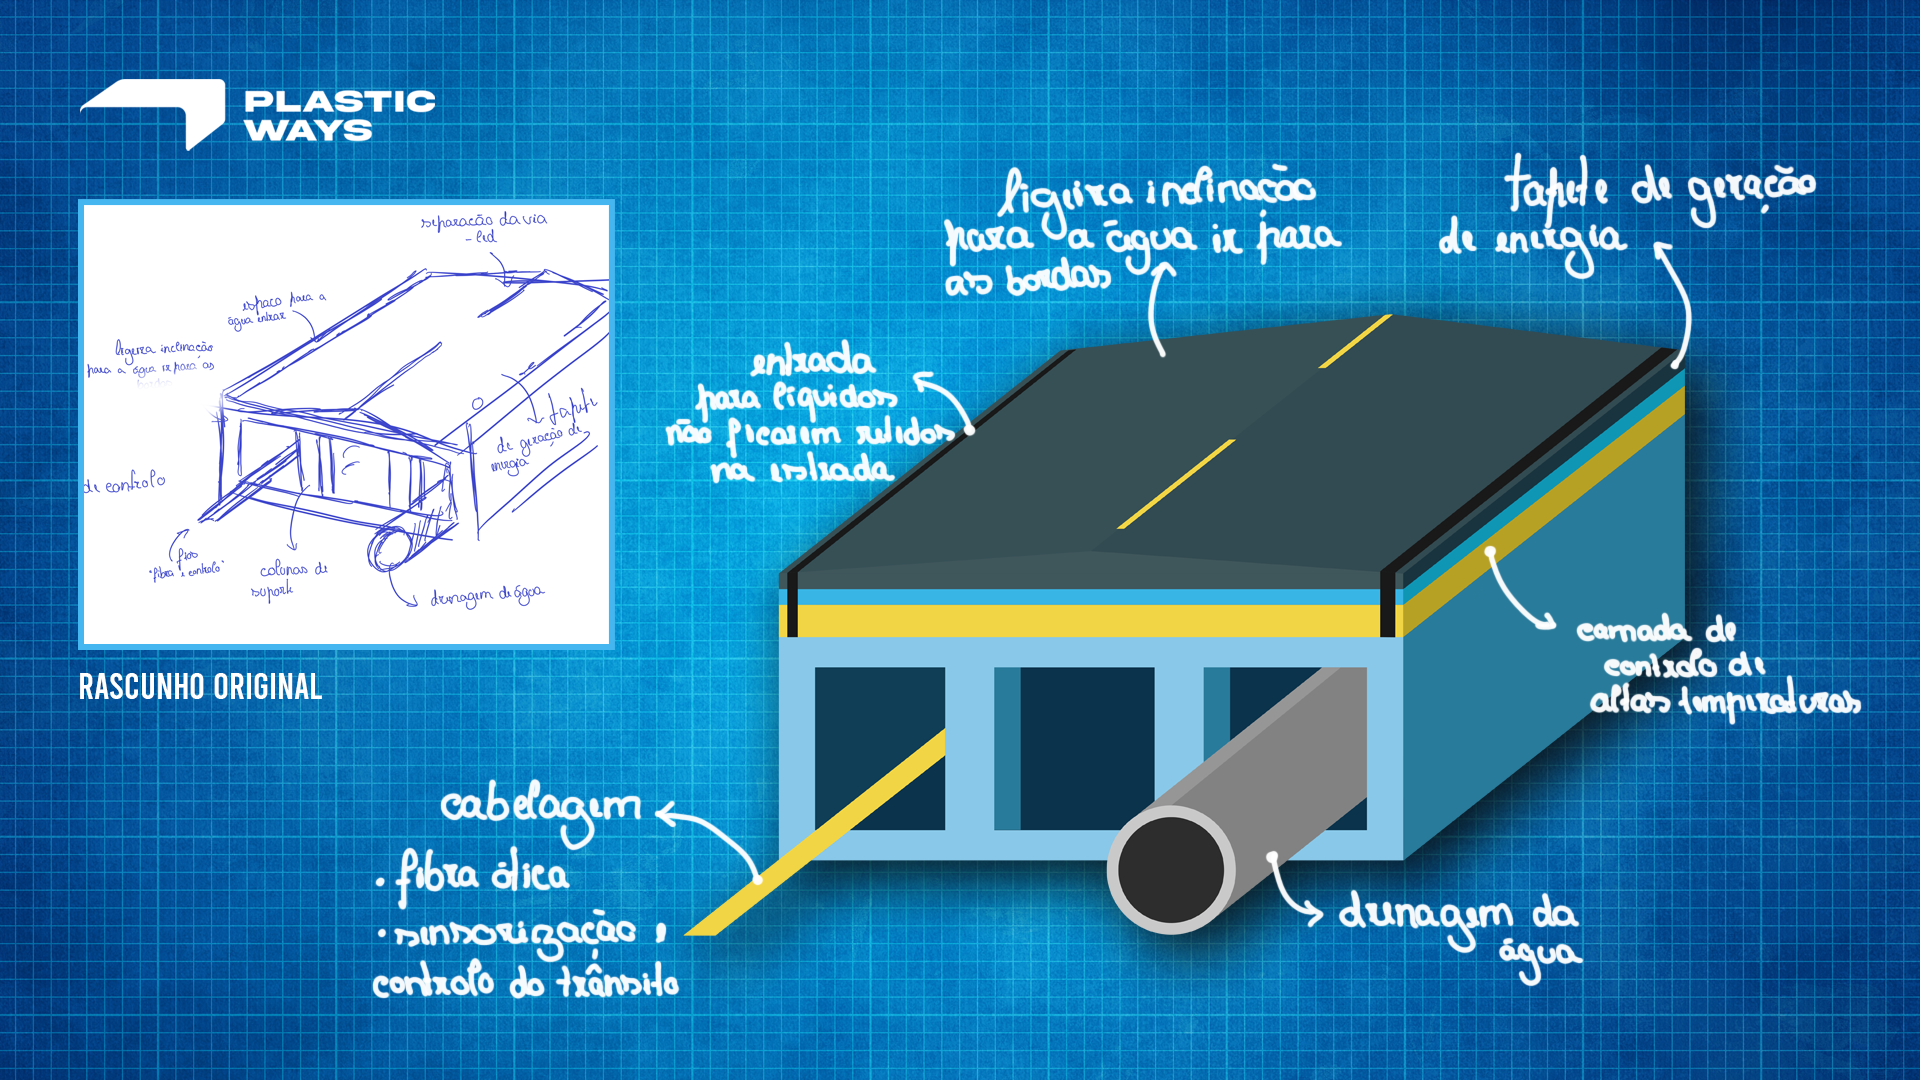 PLASTIC
WAYS
separação da via
- led
espaço para a
água entrar
ligeira inclinação
para a água ir para as
bordas
tapete
de geração de
energia
de controlo
fios
"fibra e controlo"
colunas de
suporte
drenagem de água
RASCUNHO ORIGINAL
ligeira inclinação
para a água ir para
as bordas
tapete de geração
de energia
entrada
para líquidos
não ficarem retidos
na estrada
camada de
controlo de
altas temperaturas
cabelagem
• fibra ótica
• sensorização e
controlo do trânsito
drenagem da
água